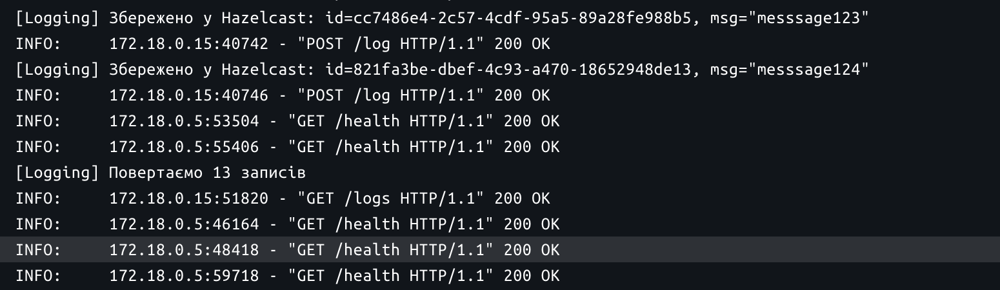 [Logging] Збережено у Hazelcast: id=cc7486e4-2c57-4cdf-95a5-89a28fe988b5, msg="messsage123"
INFO:     172.18.0.15:40742 - "POST /log HTTP/1.1" 200 OK
[Logging] Збережено у Hazelcast: id=821fa3be-dbef-4c93-a470-18652948de13, msg="messsage124"
INFO:     172.18.0.15:40746 - "POST /log HTTP/1.1" 200 OK
INFO:     172.18.0.5:53504 - "GET /health HTTP/1.1" 200 OK
INFO:     172.18.0.5:55406 - "GET /health HTTP/1.1" 200 OK
[Logging] Повертаємо 13 записів
INFO:     172.18.0.15:51820 - "GET /logs HTTP/1.1" 200 OK
INFO:     172.18.0.5:46164 - "GET /health HTTP/1.1" 200 OK
INFO:     172.18.0.5:48418 - "GET /health HTTP/1.1" 200 OK
INFO:     172.18.0.5:59718 - "GET /health HTTP/1.1" 200 OK